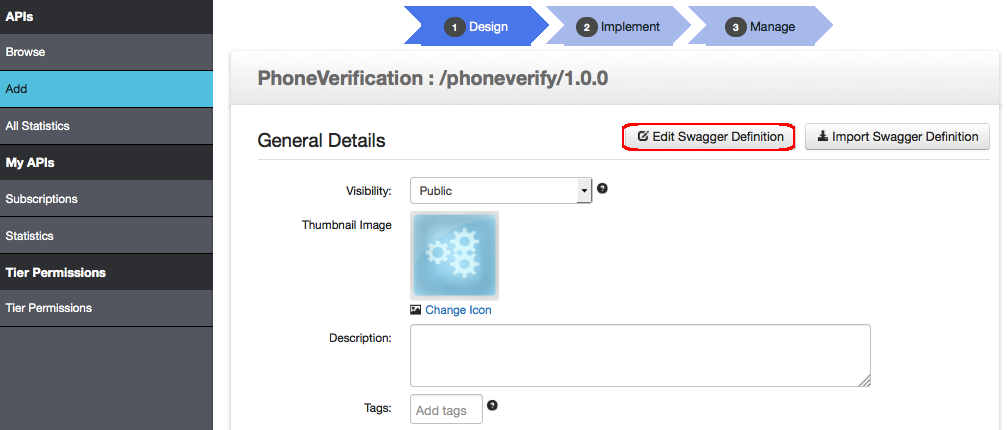 APIs
Browse
Add
All Statistics
My APIs
Subscriptions
Statistics
Tier Permissions
Tier Permissions
1 Design
2 Implement
3 Manage
PhoneVerification : /phoneverify/1.0.0
General Details
Edit Swagger Definition
Import Swagger Definition
Visibility:
Public
?
Thumbnail Image
Change Icon
Description:
Tags:
Add tags
?